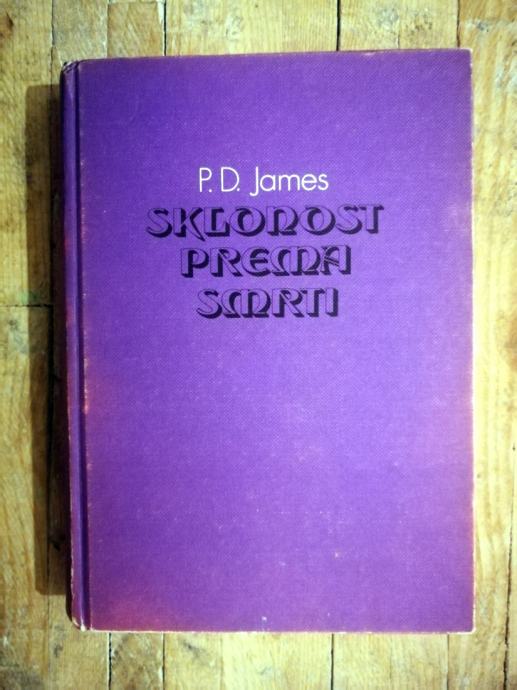 P. D. James
SKLONOST
PREMA
SMRTI